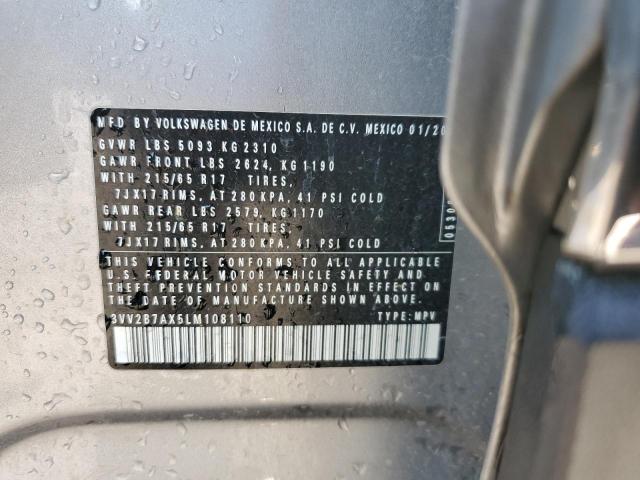 MFD BY VOLKSWAGEN DE MEXICO S.A. DE C.V. MEXICO 01/20
GVWR LBS 5093 KG 2310
GAWR FRONT LBS 2624, KG 1190
WITH 215/65 R17 TIRES,
7JX17 RIMS, AT 280 KPA, 41 PSI COLD
GAWR REAR LBS 2579, KG 1170
WITH 215/65 R17 TIRES,
7JX17 RIMS, AT 280 KPA, 41 PSI COLD
THIS VEHICLE CONFORMS TO ALL APPLICABLE
U.S. FEDERAL MOTOR VEHICLE SAFETY AND
THEFT PREVENTION STANDARDS IN EFFECT ON
THE DATE OF MANUFACTURE SHOWN ABOVE.
3VV2B7AX5LM108110 TYPE: MPV